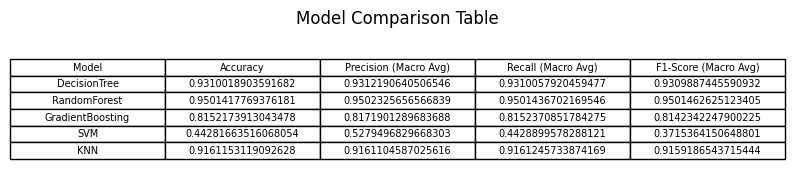 Model Comparison Table
Model Accuracy Precision (Macro Avg) Recall (Macro Avg) F1-Score (Macro Avg)
DecisionTree 0.9310018903591682 0.9312190640506546 0.9310057920459477 0.9309887445590932
RandomForest 0.9501417769376181 0.9502325656566839 0.9501436702169546 0.9501462625123405
GradientBoosting 0.8152173913043478 0.8171901289683688 0.8152370851784275 0.8142342247900225
SVM 0.44281663516068054 0.5279496829668303 0.4428899578288121 0.3715364150648801
KNN 0.9161153119092628 0.9161104587025616 0.9161245733874169 0.9159186543715444